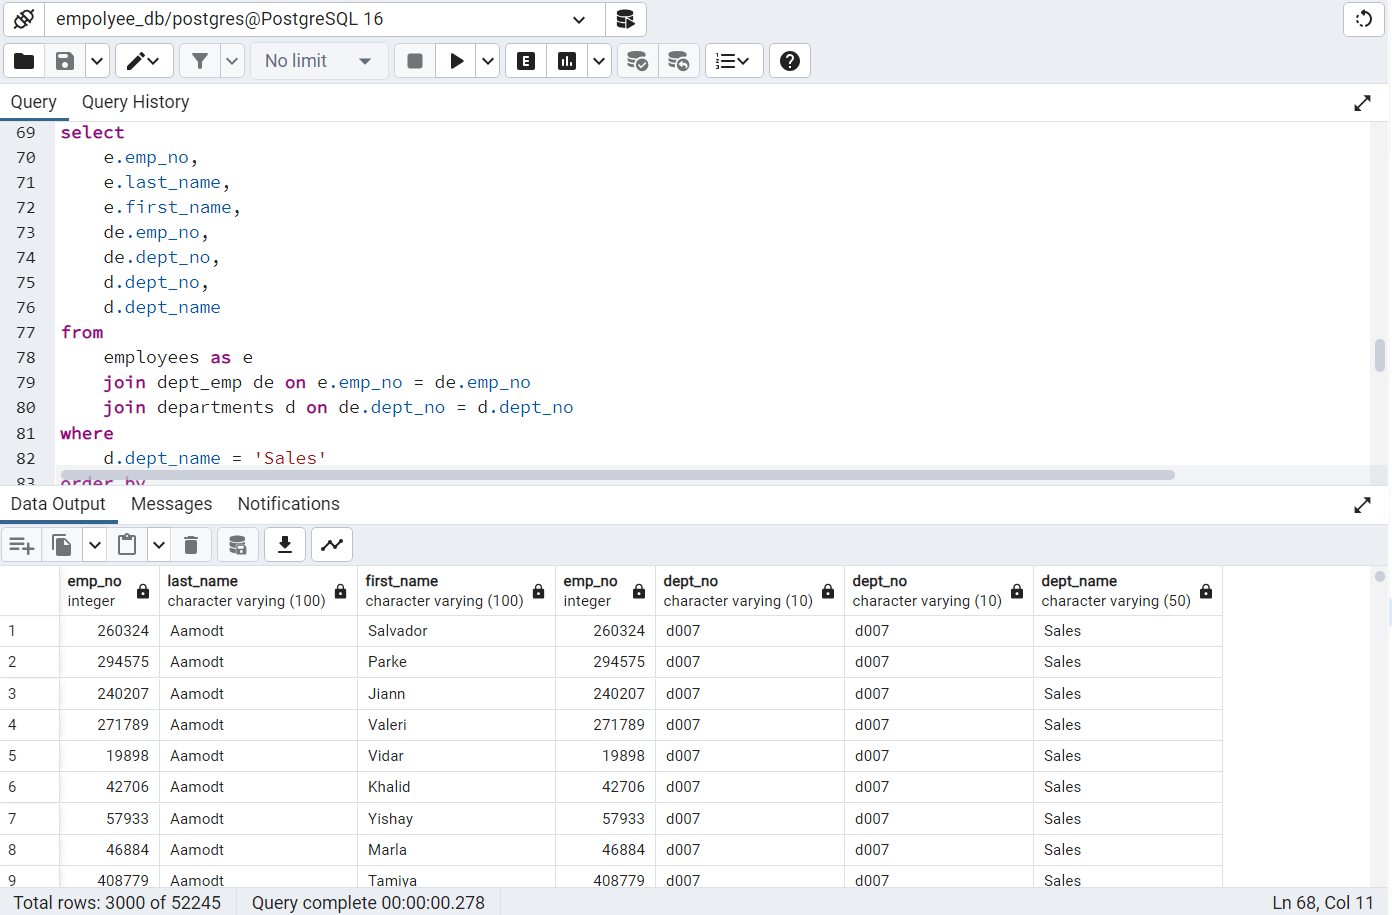 empolyee_db/postgres@PostgreSQL 16
No limit
E
Query Query History
69 select
70 e.emp_no,
71 e.last_name,
72 e.first_name,
73 de.emp_no,
74 de.dept_no,
75 d.dept_no,
76 d.dept_name
77 from
78 employees as e
79 join dept_emp de on e.emp_no = de.emp_no
80 join departments d on de.dept_no = d.dept_no
81 where
82 d.dept_name = 'Sales'
83 order by
Data Output Messages Notifications
emp_no last_name first_name emp_no dept_no dept_no dept_name
integer character varying (100) character varying (100) integer character varying (10) character varying (10) character varying (50)
1 260324 Aamodt Salvador 260324 d007 d007 Sales
2 294575 Aamodt Parke 294575 d007 d007 Sales
3 240207 Aamodt Jiann 240207 d007 d007 Sales
4 271789 Aamodt Valeri 271789 d007 d007 Sales
5 19898 Aamodt Vidar 19898 d007 d007 Sales
6 42706 Aamodt Khalid 42706 d007 d007 Sales
7 57933 Aamodt Yishay 57933 d007 d007 Sales
8 46884 Aamodt Marla 46884 d007 d007 Sales
9 408779 Aamodt Tamiya 408779 d007 d007 Sales
Total rows: 3000 of 52245 Query complete 00:00:00.278 Ln 68, Col 11